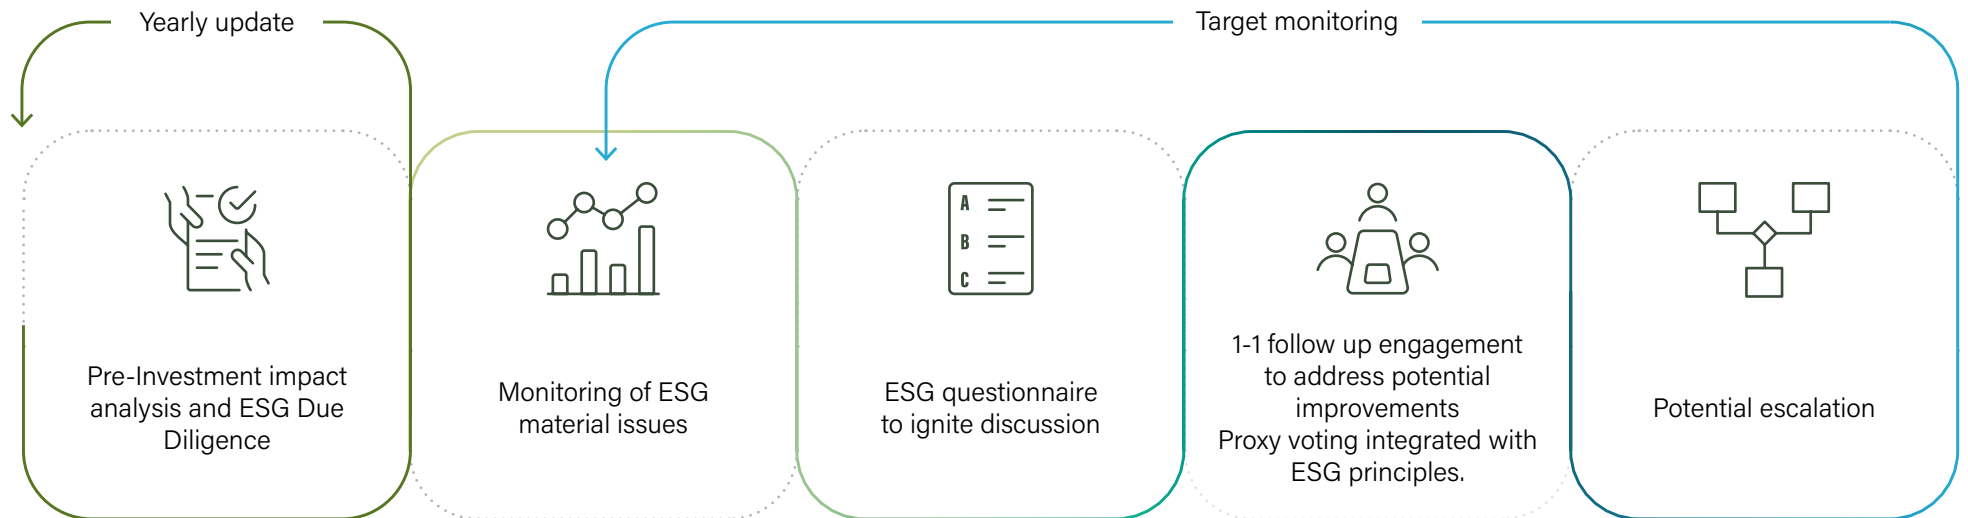 Yearly update
Target monitoring
Pre-Investment impact
analysis and ESG Due
Diligence
Monitoring of ESG
material issues
A
B
C
ESG questionnaire
to ignite discussion
1-1 follow up engagement
to address potential
improvements
Proxy voting integrated with
ESG principles.
Potential escalation